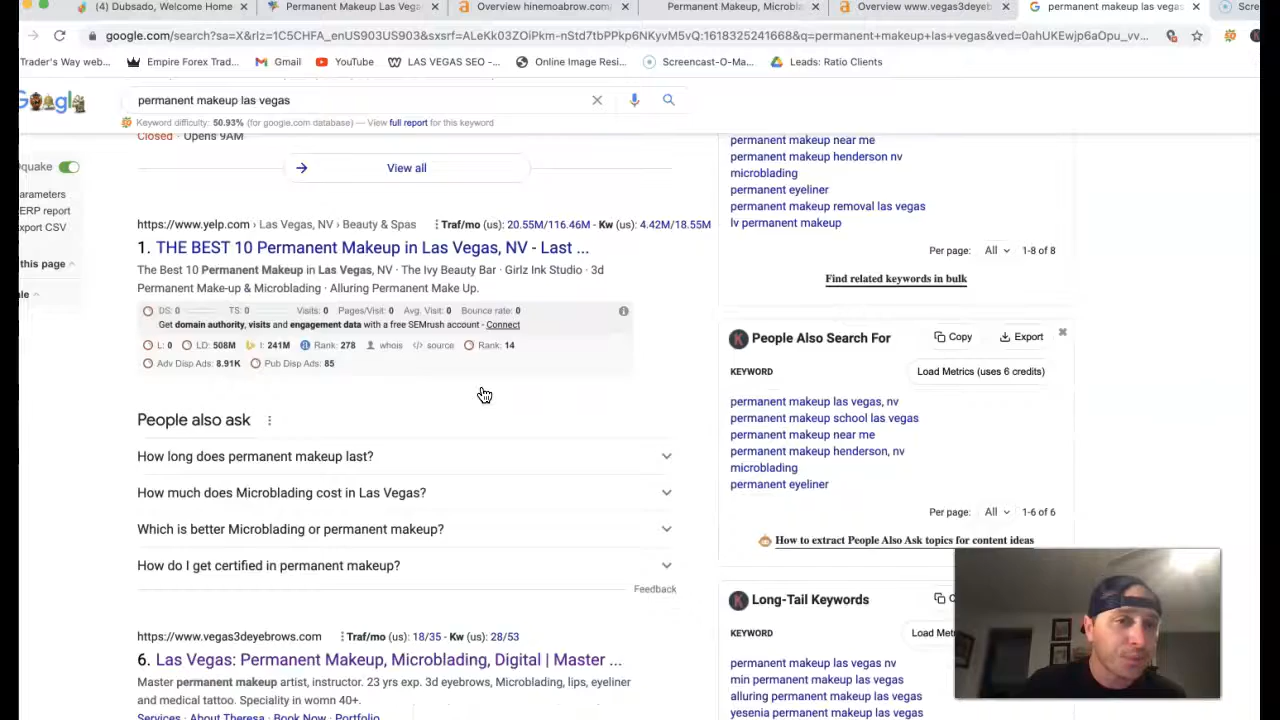 (4) Dubsado, Welcome Home
Permanent Makeup Las Vega
Overview hinemoabrow.com/
Permanent Makeup, Microbla
Overview www.vegas3deyeb
permanent makeup las vegas
Scre
google.com/search?sa=X&rlz=1C5CHFA_enUS903US903&sxsrf=ALeKk03ZOiPkm-nStd7tbPPkp6NKyvM5vQ:1618325241668&q=permanent+makeup+las+vegas&ved=0ahUKEwjp6aOpu_vv...
Trader's Way web...
Empire Forex Trad...
Gmail
YouTube
LAS VEGAS SEO -...
Online Image Resi...
Screencast-O-Ma...
Leads: Ratio Clients
permanent makeup las vegas
Keyword difficulty: 50.93% (for google.com database) — View full report for this keyword
Closed · Opens 9AM
quake
arameters
ERP report
xport CSV
this page
ale
View all
https://www.yelp.com › Las Vegas, NV › Beauty & Spas
Traf/mo (us): 20.55M/116.46M - Kw (us): 4.42M/18.55M
1. THE BEST 10 Permanent Makeup in Las Vegas, NV - Last ...
The Best 10 Permanent Makeup in Las Vegas, NV · The Ivy Beauty Bar · Girlz Ink Studio · 3d
Permanent Make-up & Microblading · Alluring Permanent Make Up.
DS: 0 TS: 0 Visits: 0 Pages/Visit: 0 Avg. Visit: 0 Bounce rate: 0
Get domain authority, visits and engagement data with a free SEMrush account - Connect
L: 0 LD: 508M I: 241M Rank: 278 whois source Rank: 14
Adv Disp Ads: 8.91K Pub Disp Ads: 85
People also ask
How long does permanent makeup last?
How much does Microblading cost in Las Vegas?
Which is better Microblading or permanent makeup?
How do I get certified in permanent makeup?
Feedback
https://www.vegas3deyebrows.com
Traf/mo (us): 18/35 - Kw (us): 28/53
6. Las Vegas: Permanent Makeup, Microblading, Digital | Master ...
Master permanent makeup artist, instructor. 23 yrs exp. 3d eyebrows, Microblading, lips, eyeliner
and medical tattoo. Speciality in womn 40+.
Services · About Theresa · Book Now · Portfolio
permanent makeup near me
permanent makeup henderson nv
microblading
permanent eyeliner
permanent makeup removal las vegas
lv permanent makeup
Per page: All 1-8 of 8
Find related keywords in bulk
People Also Search For
Copy
Export
KEYWORD
Load Metrics (uses 6 credits)
permanent makeup las vegas, nv
permanent makeup school las vegas
permanent makeup near me
permanent makeup henderson, nv
microblading
permanent eyeliner
Per page: All 1-6 of 6
How to extract People Also Ask topics for content ideas
Long-Tail Keywords
KEYWORD
Load Met
permanent makeup las vegas nv
min permanent makeup las vegas
alluring permanent makeup las vegas
yesenia permanent makeup las vegas